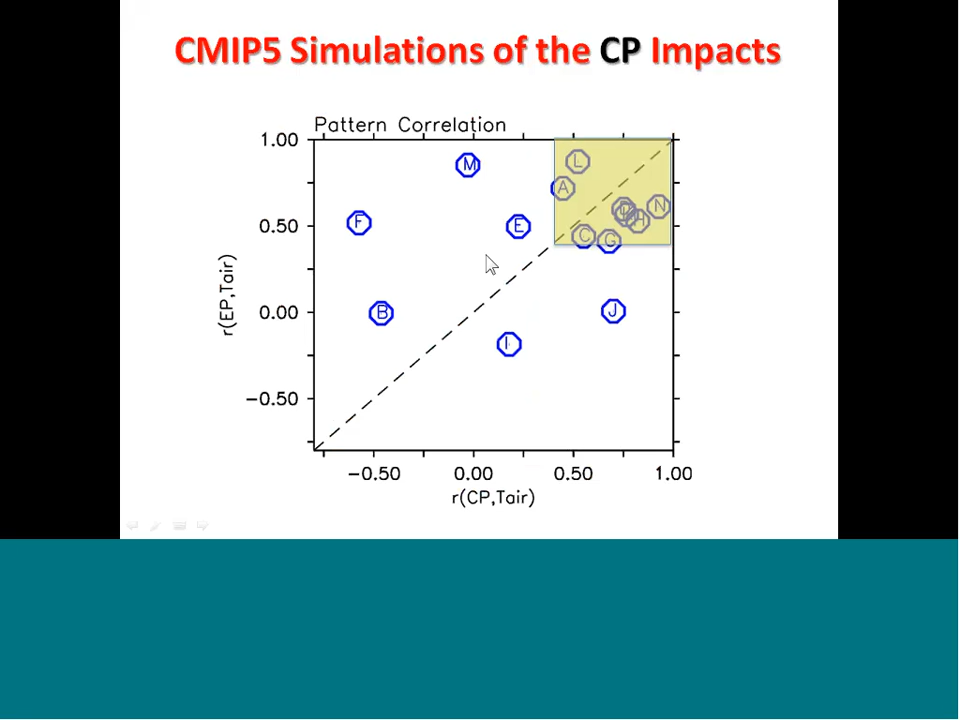 CMIP5 Simulations of the CP Impacts
Pattern Correlation
1.00
0.50
0.00
−0.50
r(EP,Tair)
M
L
A
F
E
N
D
H
C
G
B
J
I
−0.50
0.00
0.50
1.00
r(CP,Tair)